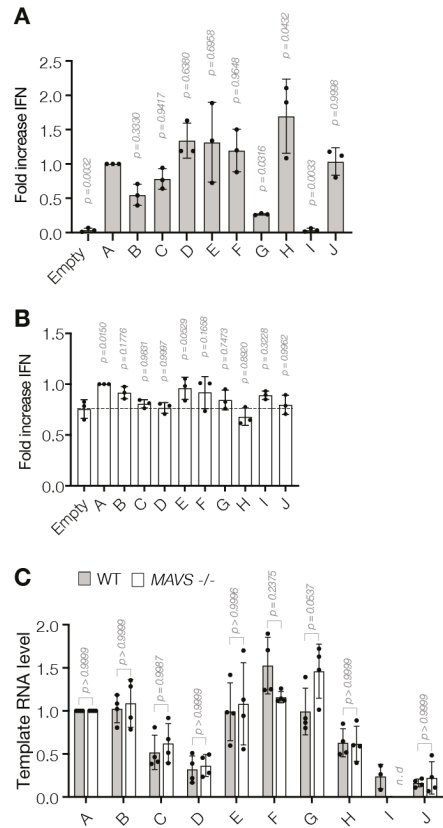 A
p = 0.0032
p = 0.3330
p = 0.9417
p = 0.6380
p = 0.6958
p = 0.9648
p = 0.0316
p = 0.0432
p = 0.0033
p = 0.9998
Fold increase IFN
2.5
2.0
1.5
1.0
0.5
0.0
Empty A B C D E F G H I J
B
p = 0.0150
p = 0.1776
p = 0.9831
p = 0.9997
p = 0.0529
p = 0.1658
p = 0.7473
p = 0.8920
p = 0.3228
p = 0.9962
Fold increase IFN
1.5
1.0
0.5
0.0
Empty A B C D E F G H I J
C
WT MAVS -/-
p > 0.9999
p > 0.9999
p = 0.9987
p > 0.9999
p > 0.9996
p = 0.2375
p = 0.0537
p > 0.9999
n.d
p > 0.9999
Template RNA level
2.0
1.5
1.0
0.5
0.0
A B C D E F G H I J